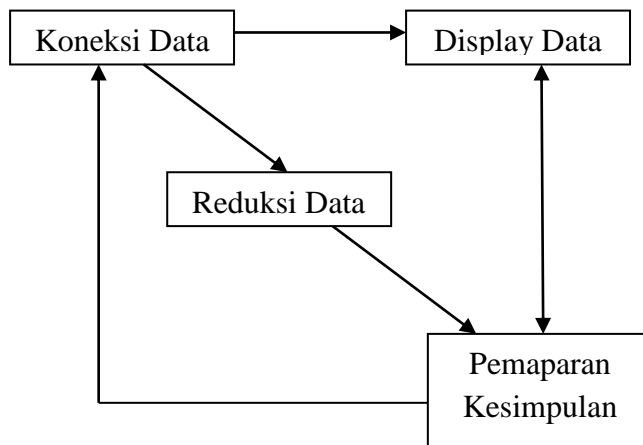 Koneksi Data
Display Data
Reduksi Data
Pemaparan
Kesimpulan